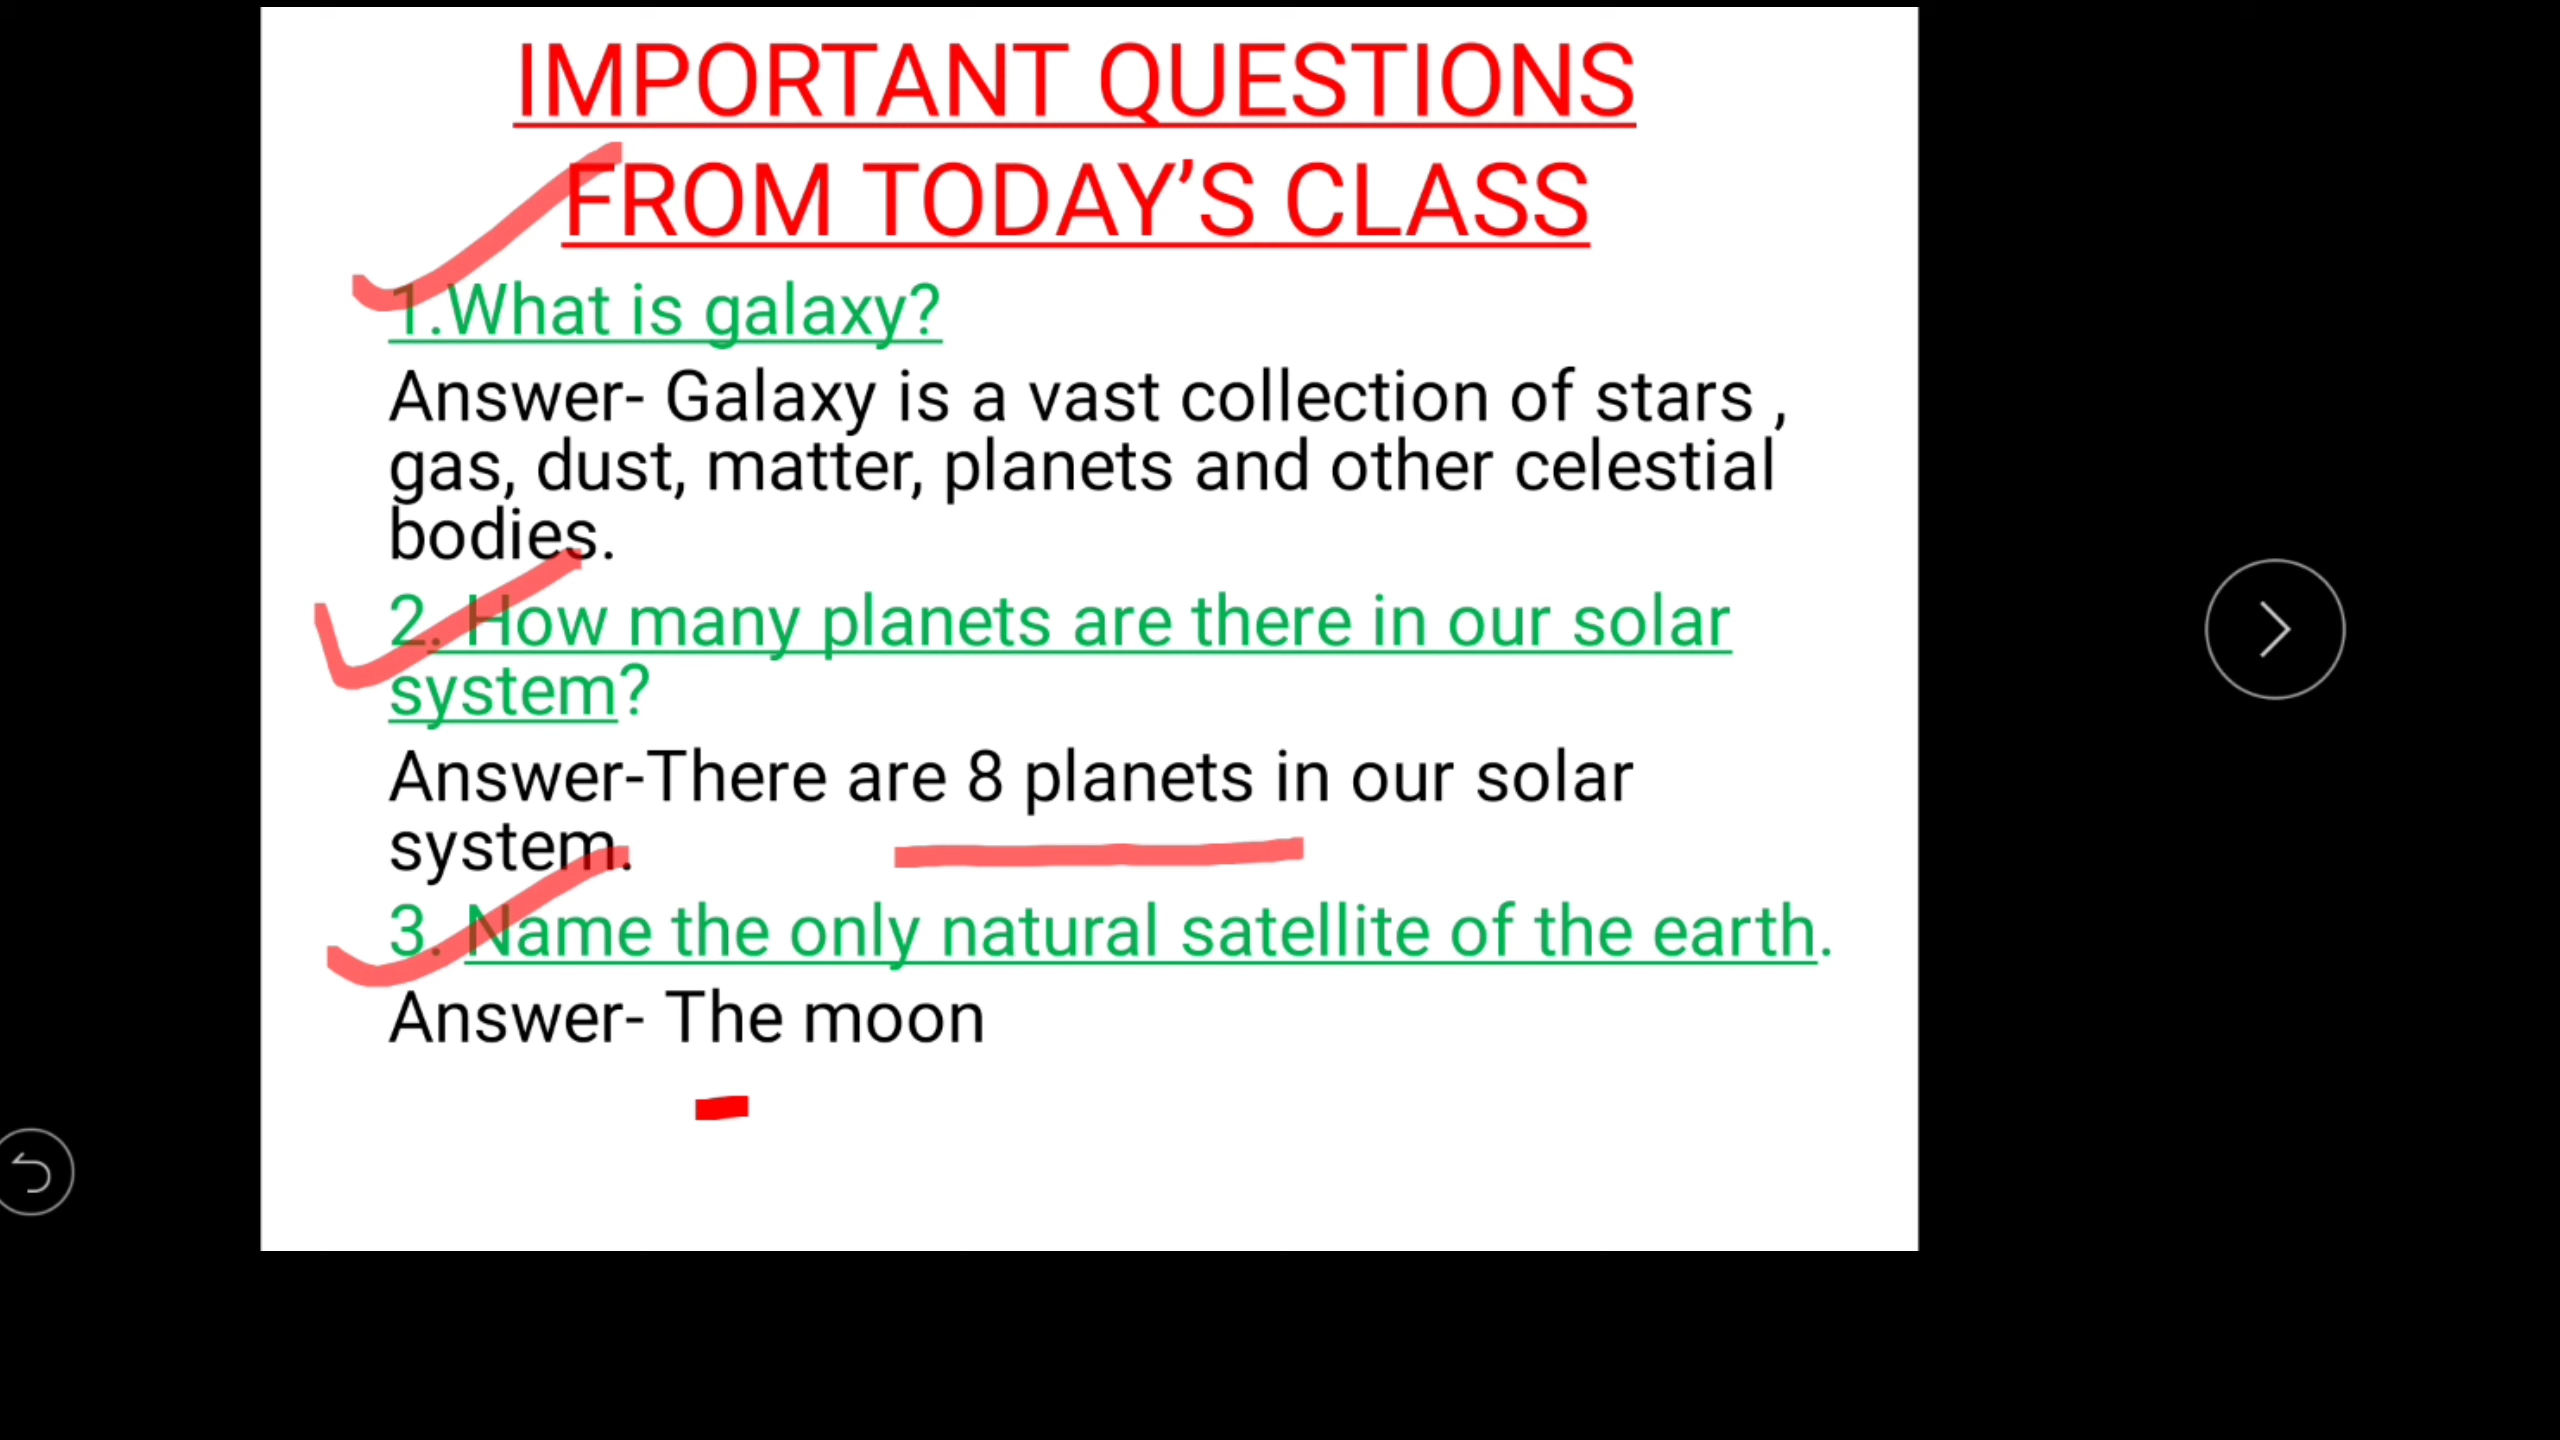 IMPORTANT QUESTIONS
FROM TODAY’S CLASS
1.What is galaxy?
Answer- Galaxy is a vast collection of stars ,
gas, dust, matter, planets and other celestial
bodies.
2. How many planets are there in our solar
system?
Answer-There are 8 planets in our solar
system.
3. Name the only natural satellite of the earth.
Answer- The moon